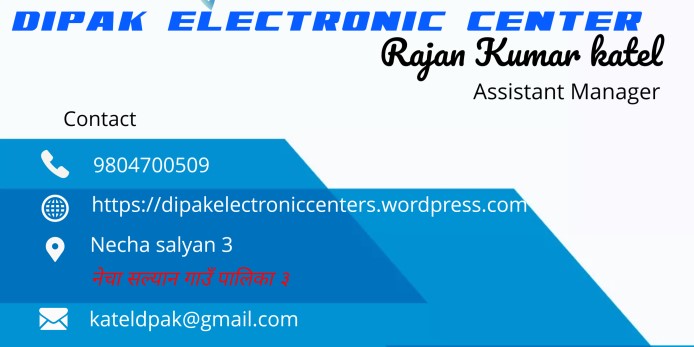 DIPAK ELECTRONIC CENTER
Rajan Kumar katel
Assistant Manager
Contact
9804700509
https://dipakelectroniccenters.wordpress.com
Necha salyan 3
नेचा सल्यान गाउँ पालिका ३
kateldpak@gmail.com